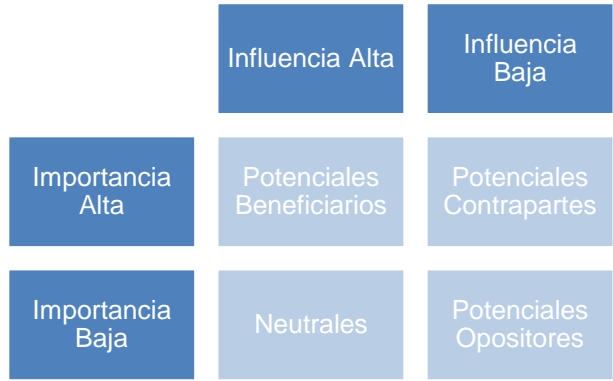 Influencia Alta
Influencia
Baja
Importancia
Alta
Potenciales
Beneficiarios
Potenciales
Contrapartes
Importancia
Baja
Neutrales
Potenciales
Opositores